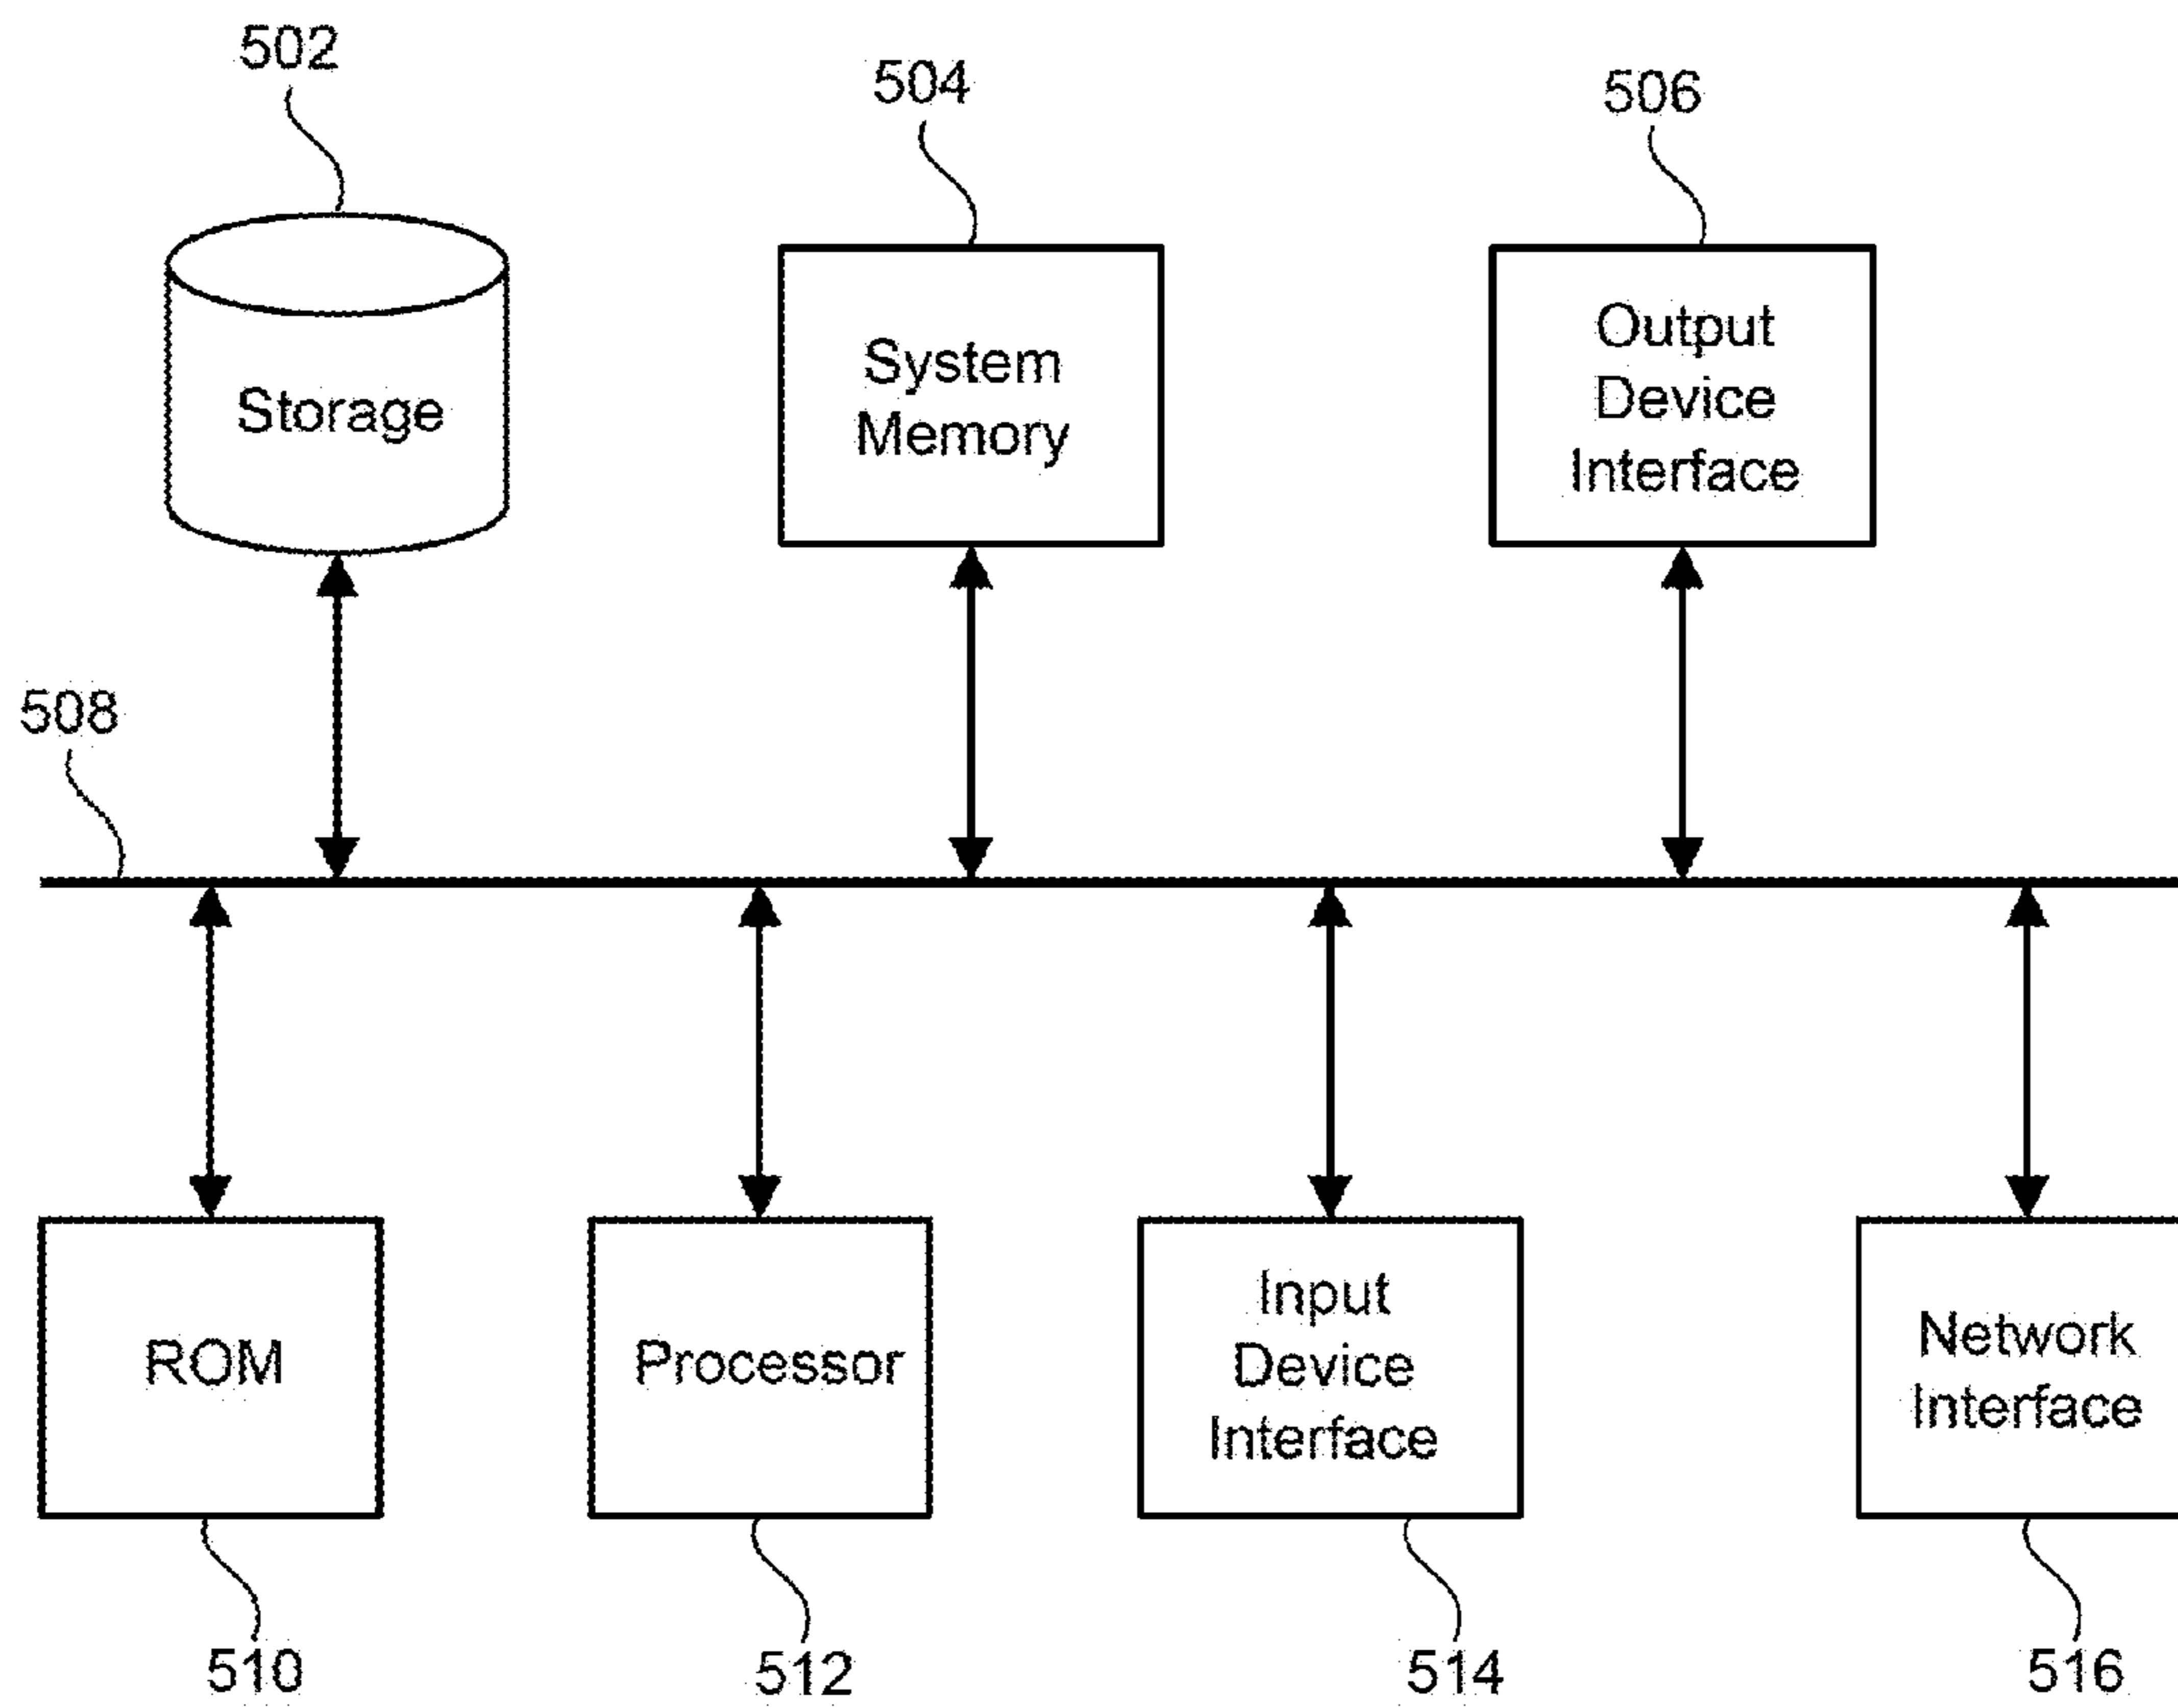 502
504
506
Storage
System
Memory
Output
Device
Interface
508
ROM
Processor
Input
Device
Interface
Network
Interface
510
512
514
516